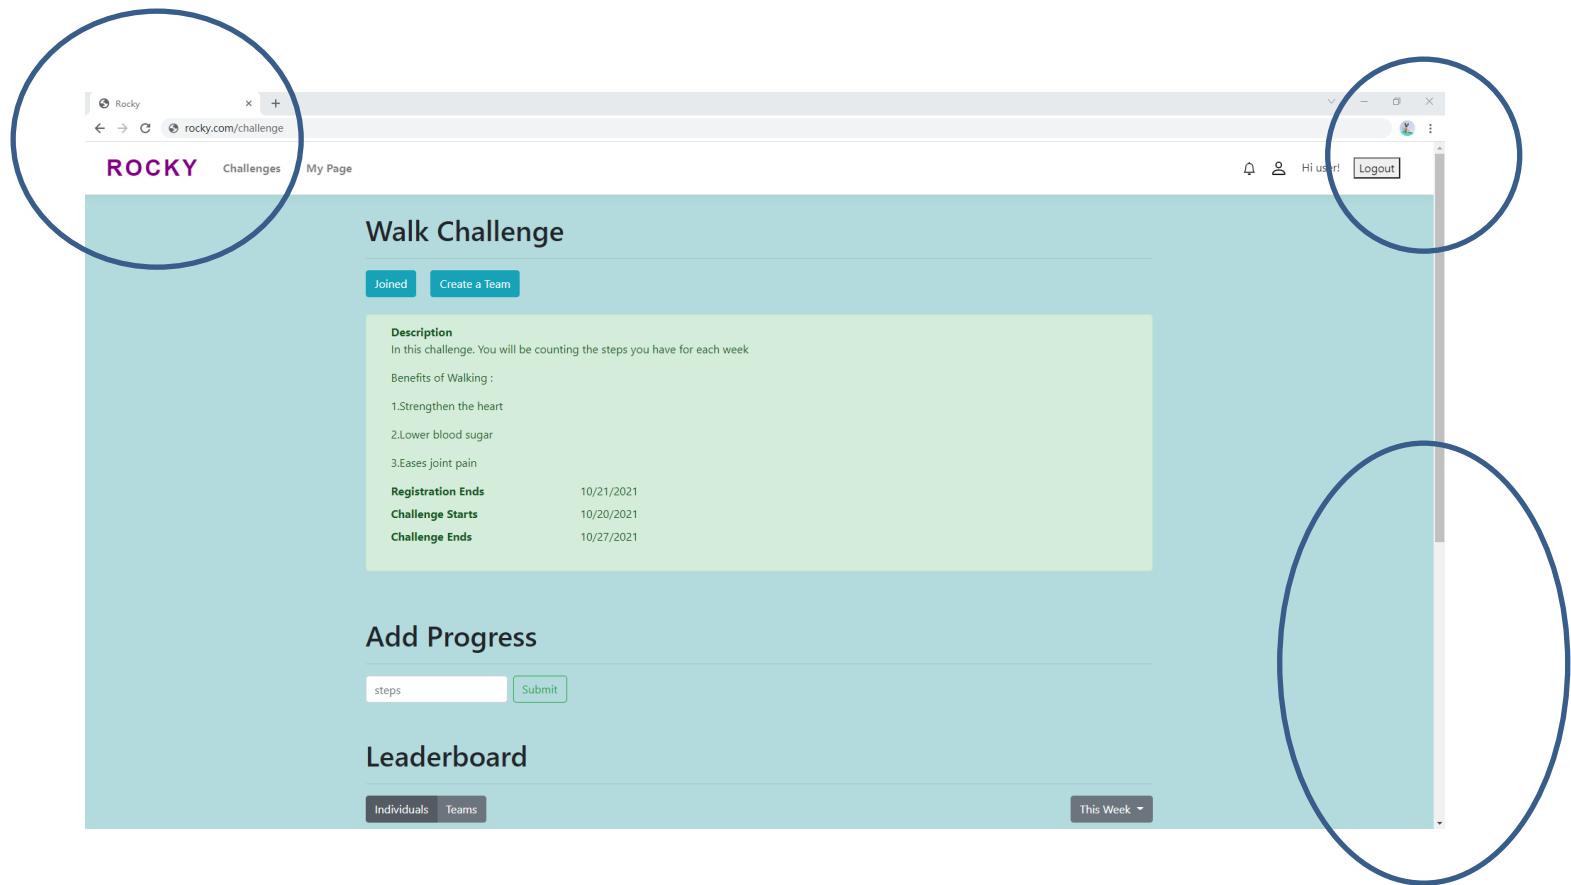 Rocky
rocky.com/challenge
ROCKY Challenges My Page Hi user! Logout
Walk Challenge
Joined Create a Team
Description
In this challenge. You will be counting the steps you have for each week
Benefits of Walking :
1.Strengthen the heart
2.Lower blood sugar
3.Eases joint pain
Registration Ends 10/21/2021
Challenge Starts 10/20/2021
Challenge Ends 10/27/2021
Add Progress
steps Submit
Leaderboard
Individuals Teams This Week